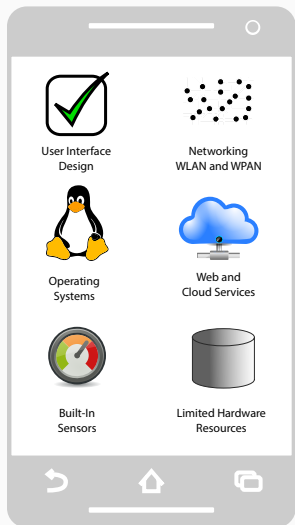 User Interface
Design
Networking
WLAN and WPAN
Operating
Systems
Web and
Cloud Services
Built-In
Sensors
Limited Hardware
Resources